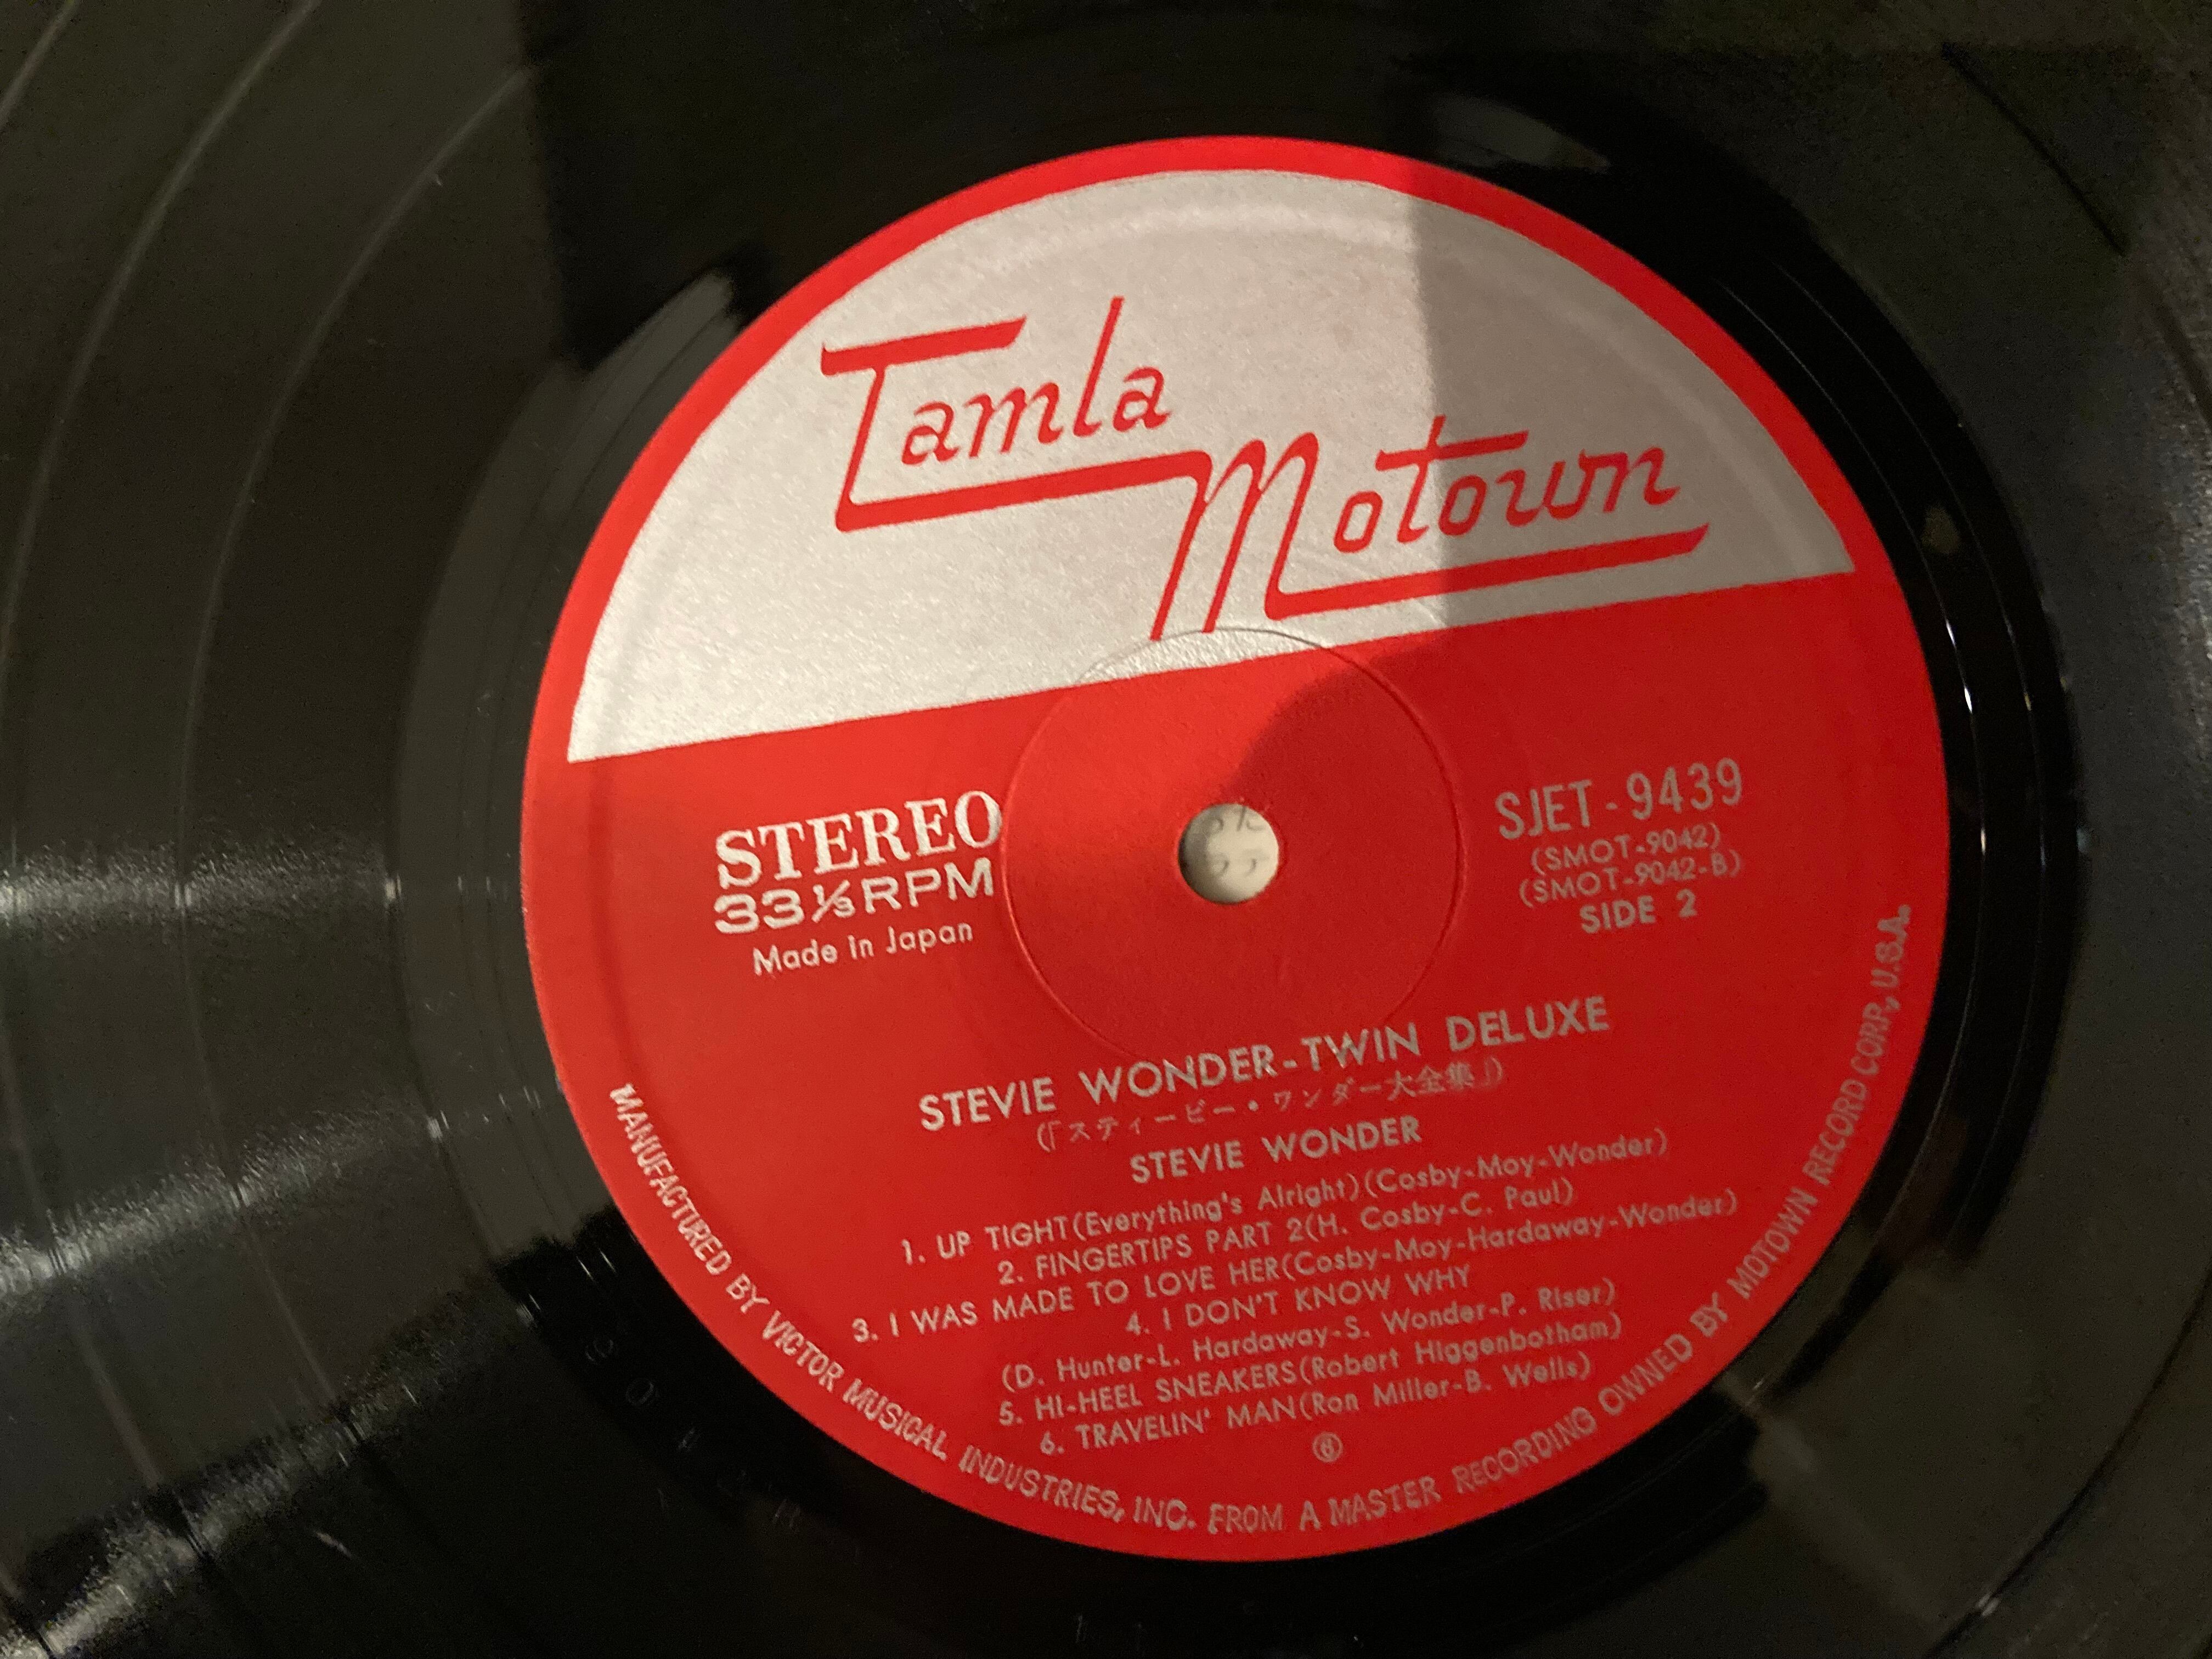 Tamla
Motown
STEREO
33⅓RPM
Made in Japan
SJET-9439
(SMOT-9042)
(SMOT-9042-B)
SIDE 2
STEVIE WONDER-TWIN DELUXE
(「スティービー・ワンダー大全集」)
STEVIE WONDER
1. UP TIGHT(Everything's Alright)(Cosby-Moy-Wonder)
2. FINGERTIPS PART 2(H. Cosby-C. Paul)
3. I WAS MADE TO LOVE HER(Cosby-Moy-Hardaway-Wonder)
4. I DON'T KNOW WHY
(D. Hunter-L. Hardaway-S. Wonder-P. Riser)
5. HI-HEEL SNEAKERS(Robert Higgenbotham)
6. TRAVELIN' MAN(Ron Miller-B. Wells)
MANUFACTURED BY VICTOR MUSICAL INDUSTRIES, INC. FROM A MASTER RECORDING OWNED BY MOTOWN RECORD CORP., U.S.A.